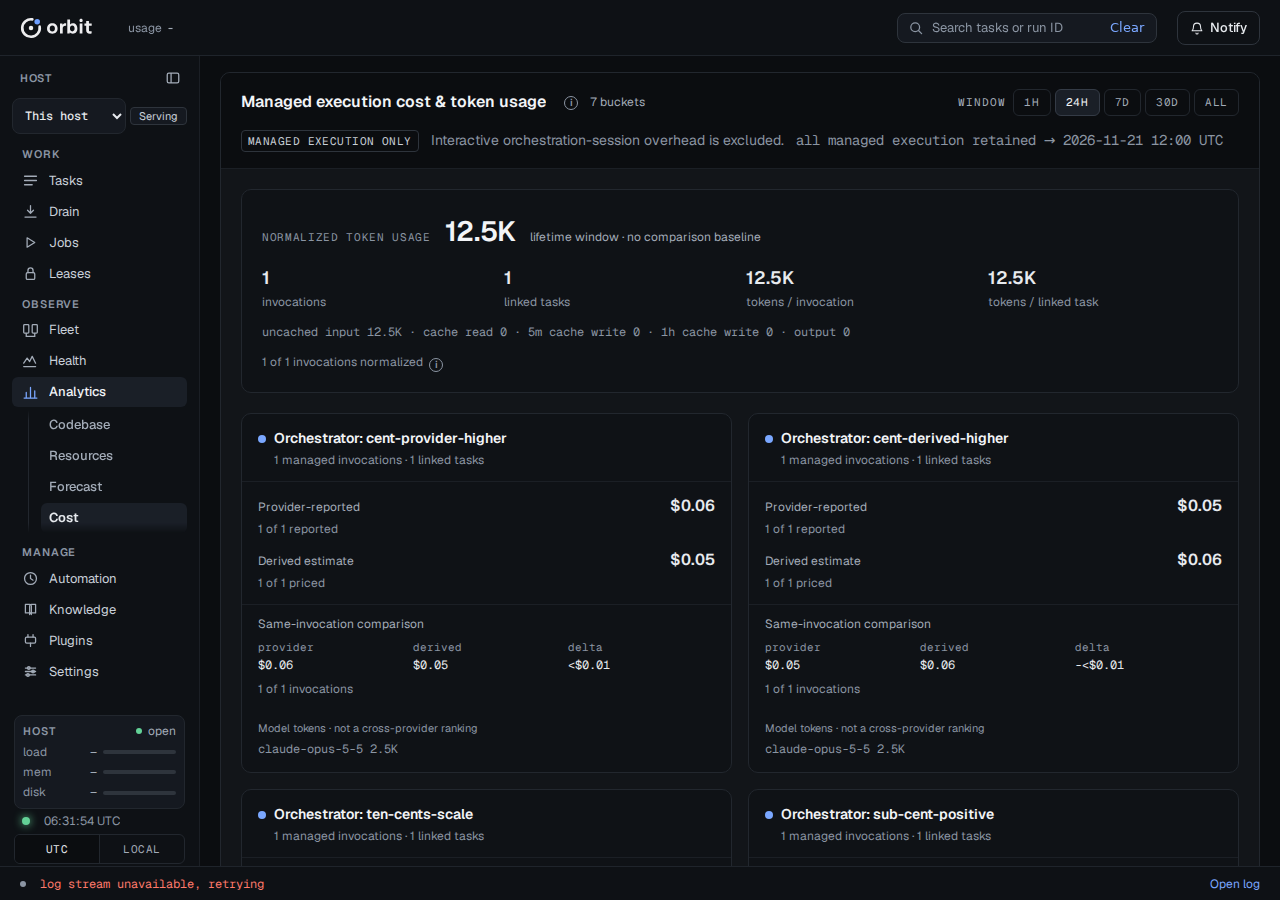 orbit
usage -
Search tasks or run ID
Clear
Notify
HOST
This host
Serving
WORK
Tasks
Drain
Jobs
Leases
OBSERVE
Fleet
Health
Analytics
Codebase
Resources
Forecast
Cost
MANAGE
Automation
Knowledge
Plugins
Settings
HOST
open
load –
mem –
disk –
06:31:54 UTC
UTC
LOCAL
Managed execution cost & token usage
7 buckets
WINDOW 1H 24H 7D 30D ALL
MANAGED EXECUTION ONLY Interactive orchestration-session overhead is excluded. all managed execution retained → 2026-11-21 12:00 UTC
NORMALIZED TOKEN USAGE 12.5K lifetime window · no comparison baseline
1 1 12.5K 12.5K
invocations linked tasks tokens / invocation tokens / linked task
uncached input 12.5K · cache read 0 · 5m cache write 0 · 1h cache write 0 · output 0
1 of 1 invocations normalized
Orchestrator: cent-provider-higher
1 managed invocations · 1 linked tasks
Provider-reported $0.06
1 of 1 reported
Derived estimate $0.05
1 of 1 priced
Same-invocation comparison
provider derived delta
$0.06 $0.05 <$0.01
1 of 1 invocations
Model tokens · not a cross-provider ranking
claude-opus-5-5 2.5K
Orchestrator: cent-derived-higher
1 managed invocations · 1 linked tasks
Provider-reported $0.05
1 of 1 reported
Derived estimate $0.06
1 of 1 priced
Same-invocation comparison
provider derived delta
$0.05 $0.06 -<$0.01
1 of 1 invocations
Model tokens · not a cross-provider ranking
claude-opus-5-5 2.5K
Orchestrator: ten-cents-scale
1 managed invocations · 1 linked tasks
Orchestrator: sub-cent-positive
1 managed invocations · 1 linked tasks
log stream unavailable, retrying
Open log